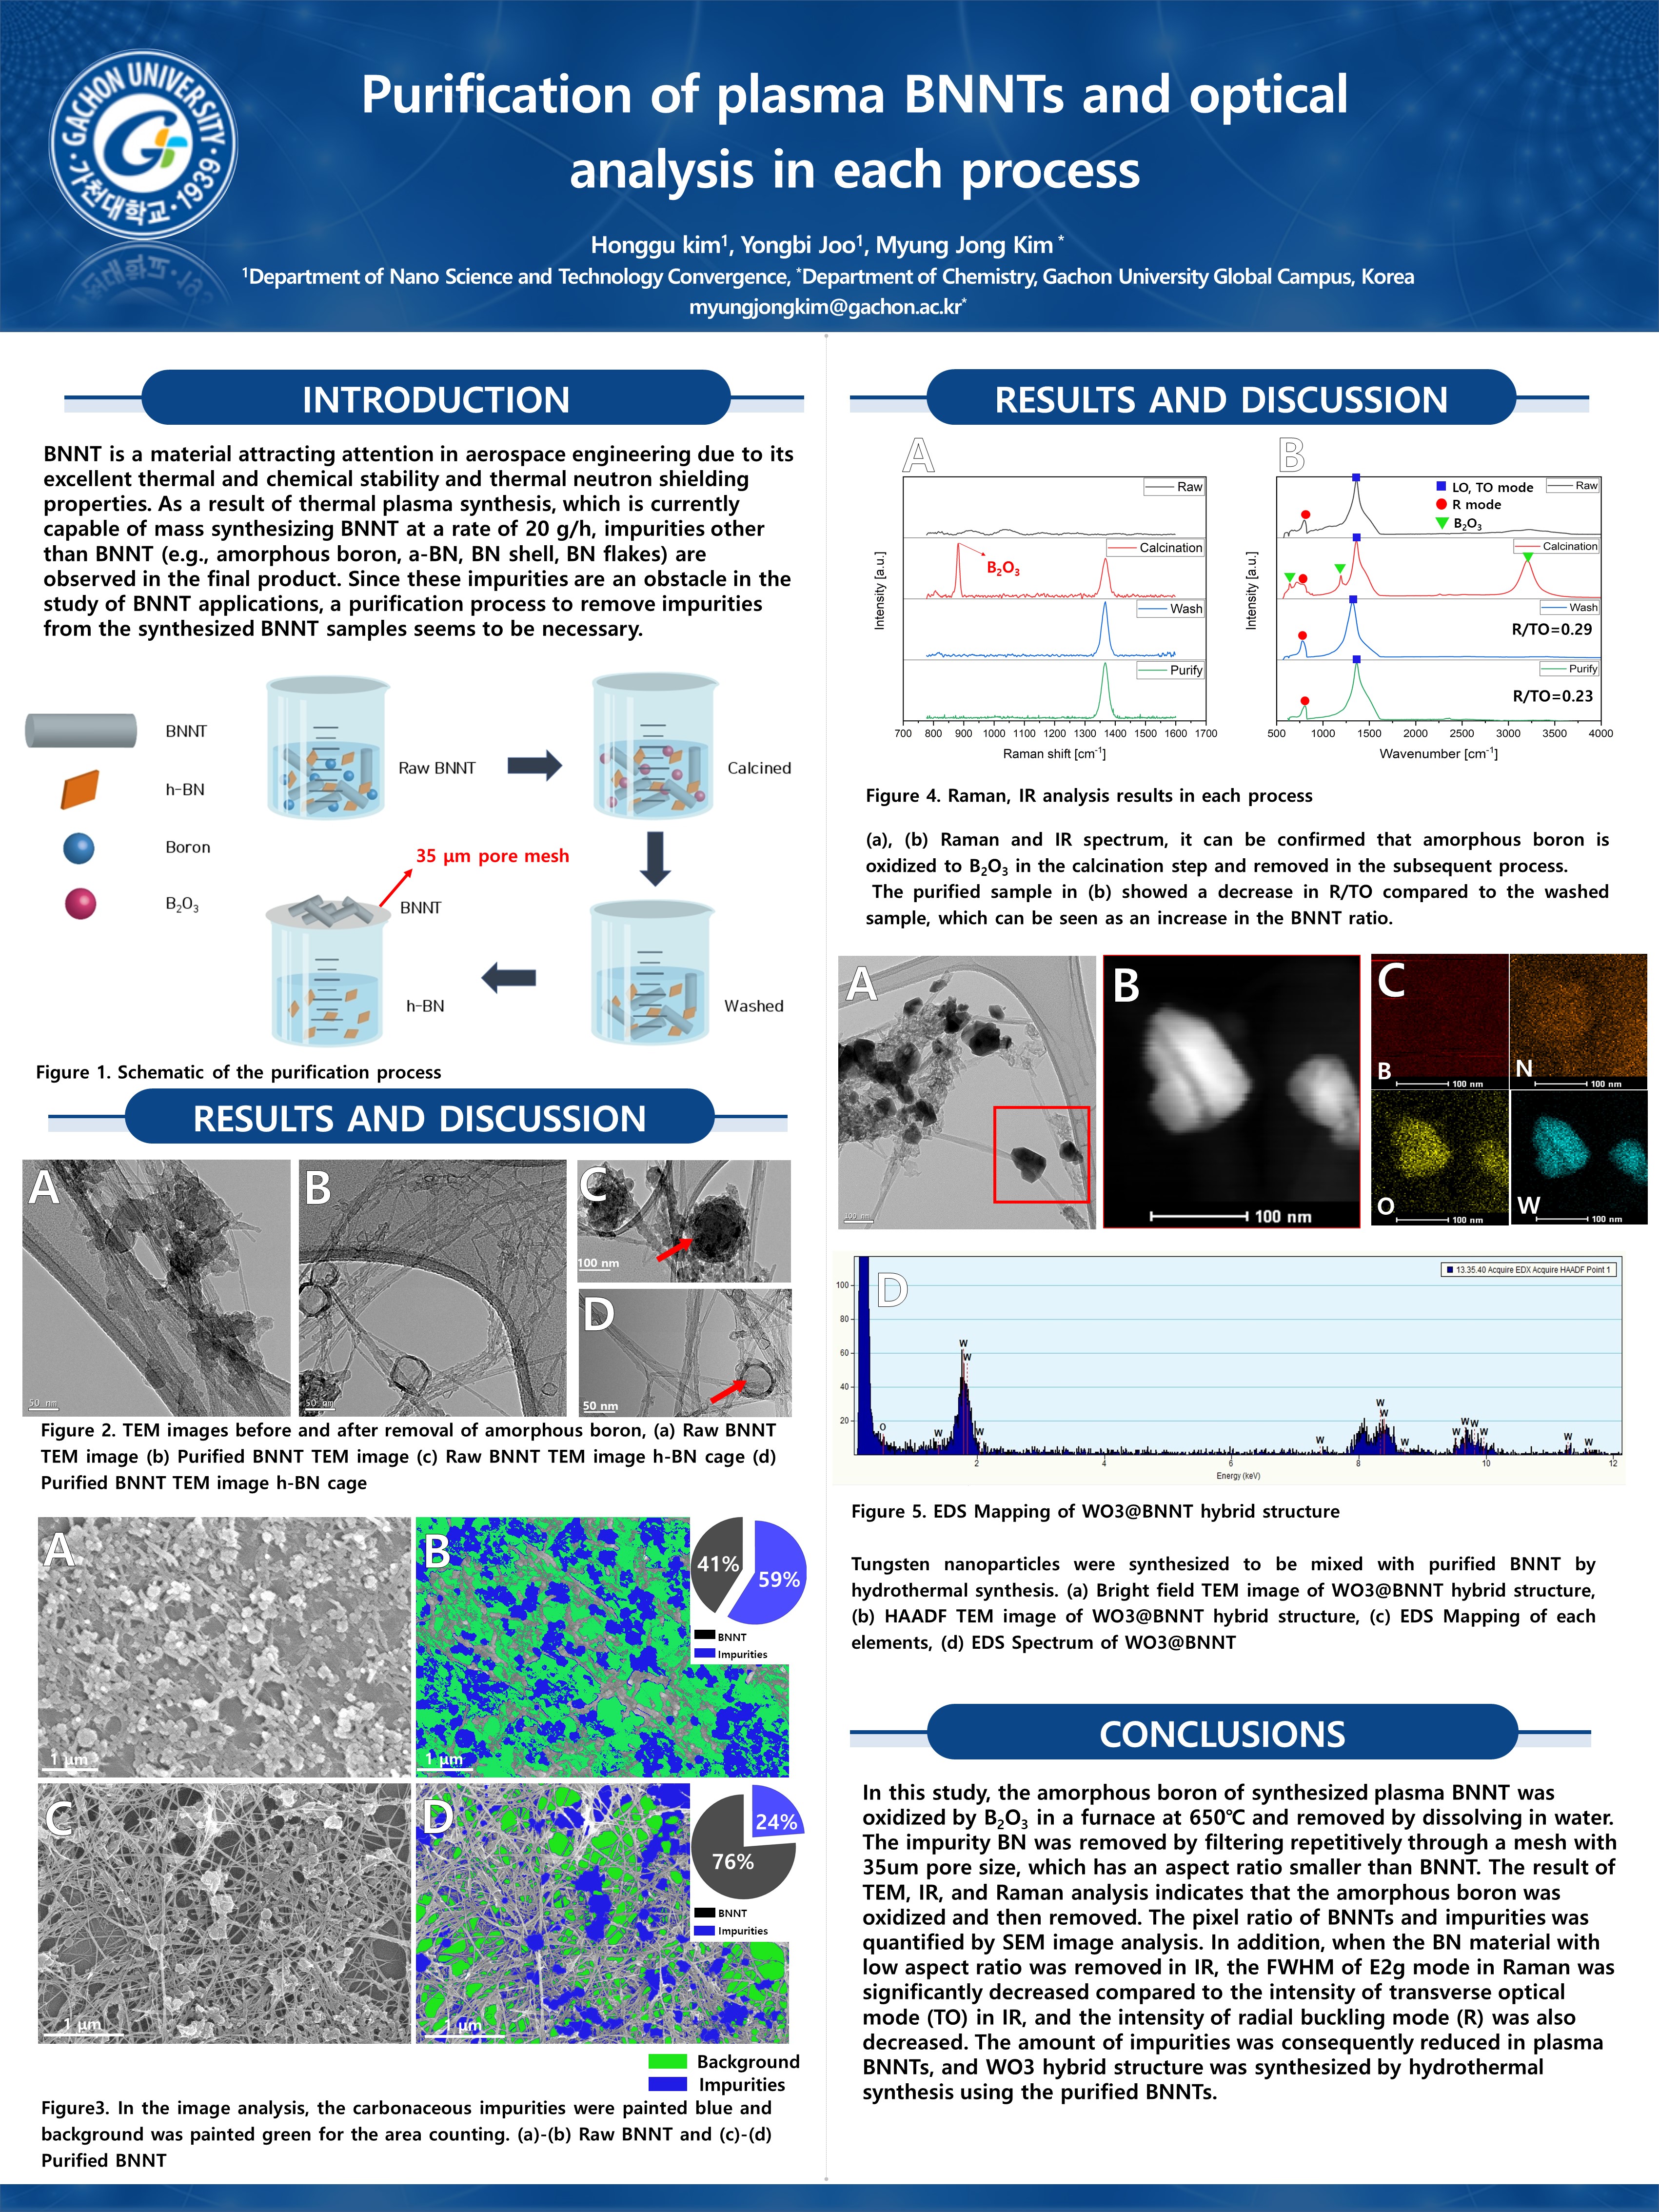 GACHON UNIVERSITY
가천대학교 · 1939
Purification of plasma BNNTs and optical
analysis in each process
Honggu kim¹, Yongbi Joo¹, Myung Jong Kim *
¹Department of Nano Science and Technology Convergence, *Department of Chemistry, Gachon University Global Campus, Korea
myungjongkim@gachon.ac.kr*
INTRODUCTION
BNNT is a material attracting attention in aerospace engineering due to its
excellent thermal and chemical stability and thermal neutron shielding
properties. As a result of thermal plasma synthesis, which is currently
capable of mass synthesizing BNNT at a rate of 20 g/h, impurities other
than BNNT (e.g., amorphous boron, a-BN, BN shell, BN flakes) are
observed in the final product. Since these impurities are an obstacle in the
study of BNNT applications, a purification process to remove impurities
from the synthesized BNNT samples seems to be necessary.
BNNT
h-BN
Boron
B₂O₃
Raw BNNT
Calcined
35 μm pore mesh
BNNT
h-BN
Washed
Figure 1. Schematic of the purification process
RESULTS AND DISCUSSION
A
50 nm
B
50 nm
C
100 nm
D
50 nm
Figure 2. TEM images before and after removal of amorphous boron, (a) Raw BNNT
TEM image (b) Purified BNNT TEM image (c) Raw BNNT TEM image h-BN cage (d)
Purified BNNT TEM image h-BN cage
A
1 μm
B
1 μm
41%
59%
BNNT
Impurities
C
1 μm
D
1 μm
24%
76%
BNNT
Impurities
Background
Impurities
Figure3. In the image analysis, the carbonaceous impurities were painted blue and
background was painted green for the area counting. (a)-(b) Raw BNNT and (c)-(d)
Purified BNNT
RESULTS AND DISCUSSION
A
Raw
Calcination
B₂O₃
Wash
Purify
Intensity [a.u.]
700 800 900 1000 1100 1200 1300 1400 1500 1600 1700
Raman shift [cm⁻¹]
B
LO, TO mode
R mode
B₂O₃
Raw
Calcination
Wash
R/TO=0.29
Purify
R/TO=0.23
Intensity [a.u.]
500 1000 1500 2000 2500 3000 3500 4000
Wavenumber [cm⁻¹]
Figure 4. Raman, IR analysis results in each process
(a), (b) Raman and IR spectrum, it can be confirmed that amorphous boron is
oxidized to B₂O₃ in the calcination step and removed in the subsequent process.
The purified sample in (b) showed a decrease in R/TO compared to the washed
sample, which can be seen as an increase in the BNNT ratio.
A
100 nm
B
100 nm
C
B
100 nm
N
100 nm
O
100 nm
W
100 nm
D
13.35.40 Acquire EDX Acquire HAADF Point 1
100
80
60
40
20
O W W W W W W W W W W W W W W
2 4 6 8 10 12
Energy (keV)
Figure 5. EDS Mapping of WO3@BNNT hybrid structure
Tungsten nanoparticles were synthesized to be mixed with purified BNNT by
hydrothermal synthesis. (a) Bright field TEM image of WO3@BNNT hybrid structure,
(b) HAADF TEM image of WO3@BNNT hybrid structure, (c) EDS Mapping of each
elements, (d) EDS Spectrum of WO3@BNNT
CONCLUSIONS
In this study, the amorphous boron of synthesized plasma BNNT was
oxidized by B₂O₃ in a furnace at 650℃ and removed by dissolving in water.
The impurity BN was removed by filtering repetitively through a mesh with
35um pore size, which has an aspect ratio smaller than BNNT. The result of
TEM, IR, and Raman analysis indicates that the amorphous boron was
oxidized and then removed. The pixel ratio of BNNTs and impurities was
quantified by SEM image analysis. In addition, when the BN material with
low aspect ratio was removed in IR, the FWHM of E2g mode in Raman was
significantly decreased compared to the intensity of transverse optical
mode (TO) in IR, and the intensity of radial buckling mode (R) was also
decreased. The amount of impurities was consequently reduced in plasma
BNNTs, and WO3 hybrid structure was synthesized by hydrothermal
synthesis using the purified BNNTs.